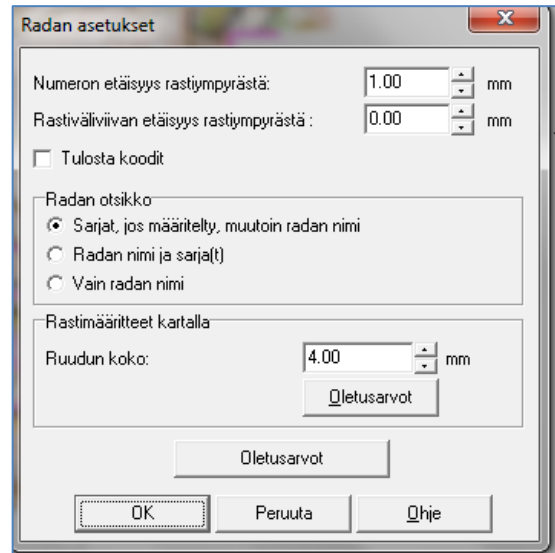 Radan asetukset
Numeron etäisyys rastiympyrästä: 1.00 mm
Rastiväliviivan etäisyys rastiympyrästä : 0.00 mm
Tulosta koodit
Radan otsikko
Sarjat, jos määritelty, muutoin radan nimi
Radan nimi ja sarja(t)
Vain radan nimi
Rastimääritteet kartalla
Ruudun koko: 4.00 mm
Oletusarvot
Oletusarvot
OK Peruuta Ohje